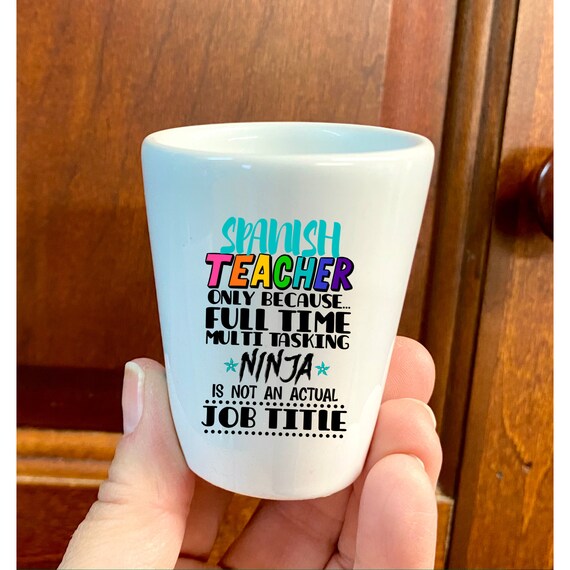 SPANISH
TEACHER
ONLY BECAUSE...
FULL TIME
MULTI TASKING
NINJA
IS NOT AN ACTUAL
JOB TITLE